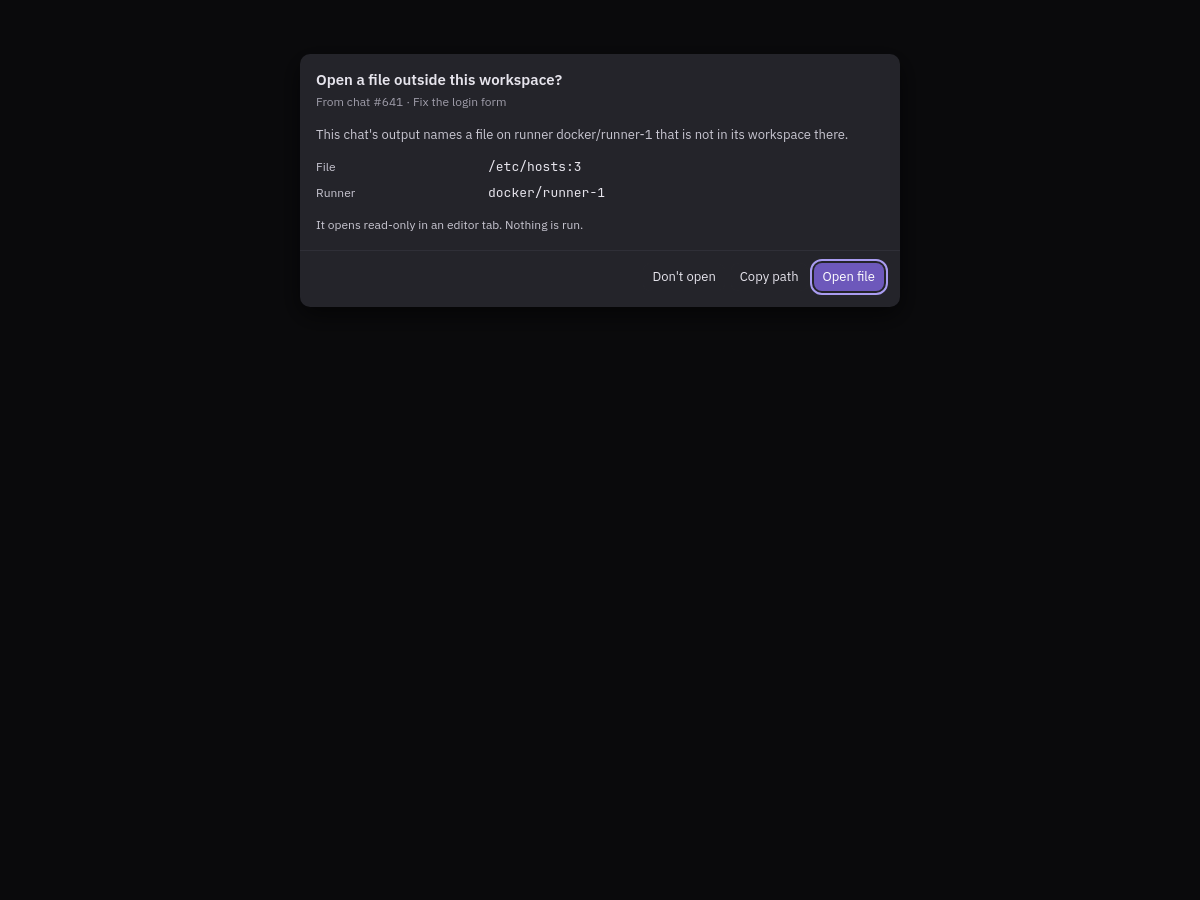 Open a file outside this workspace?
From chat #641 · Fix the login form
This chat's output names a file on runner docker/runner-1 that is not in its workspace there.
File /etc/hosts:3
Runner docker/runner-1
It opens read-only in an editor tab. Nothing is run.
Don't open Copy path Open file